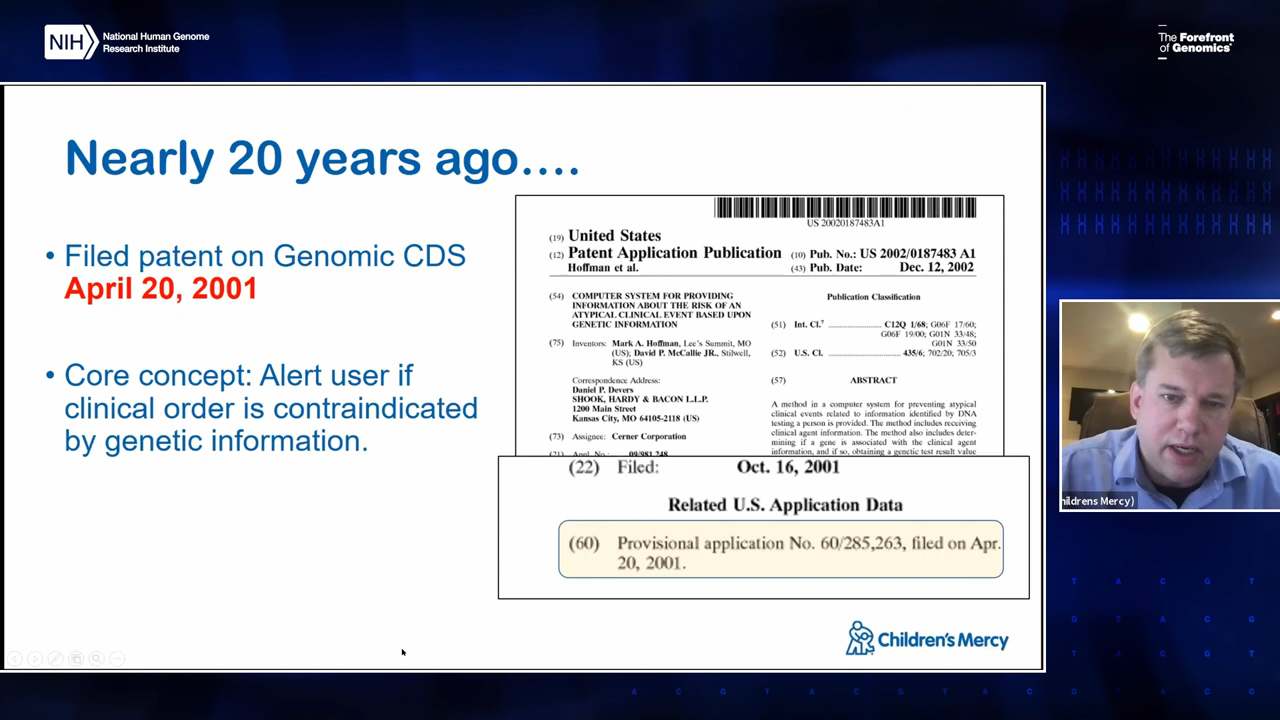 NIH
National Human Genome
Research Institute
The Forefront
of Genomics®
Nearly 20 years ago....
• Filed patent on Genomic CDS
April 20, 2001
• Core concept: Alert user if
clinical order is contraindicated
by genetic information.
US 20020187483A1
(19) United States
(12) Patent Application Publication
Hoffman et al.
(10) Pub. No.: US 2002/0187483 A1
(43) Pub. Date: Dec. 12, 2002
(54) COMPUTER SYSTEM FOR PROVIDING
INFORMATION ABOUT THE RISK OF AN
ATYPICAL CLINICAL EVENT BASED UPON
GENETIC INFORMATION
(75) Inventors: Mark A. Hoffman, Lee's Summit, MO
(US); David P. McCallie JR., Stilwell,
KS (US)
Correspondence Address:
Daniel P. Devers
SHOOK, HARDY & BACON L.L.P.
1200 Main Street
Kansas City, MO 64105-2118 (US)
(73) Assignee: Cerner Corporation
(21) Appl. No.: 09/981,248
Publication Classification
(51) Int. Cl.7 ........................ C12Q 1/68; G06F 17/60;
G06F 19/00; G01N 33/48;
G01N 33/50
(52) U.S. Cl. ........................ 435/6; 702/20; 705/3
(57) ABSTRACT
A method in a computer system for preventing atypical
clinical events related to information identified by DNA
testing a person is provided. The method includes receiving
clinical agent information. The method also includes deter-
mining if a gene is associated with the clinical agent
information, and if so, obtaining a genetic test result value
(22) Filed: Oct. 16, 2001
Related U.S. Application Data
(60) Provisional application No. 60/285,263, filed on Apr.
20, 2001.
Children's Mercy
hildrens Mercy)
T A C G T
G T A C G
T A C G T
A C G T A C G T A C G T